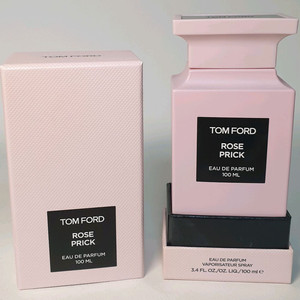 TOM FORD
ROSE
PRICK
EAU DE PARFUM
100 ML
TOM FORD
ROSE
PRICK
EAU DE PARFUM
100 ML
EAU DE PARFUM
VAPORISATEUR SPRAY
3.4 FL.OZ./OZ. LIQ./100 ml ℮